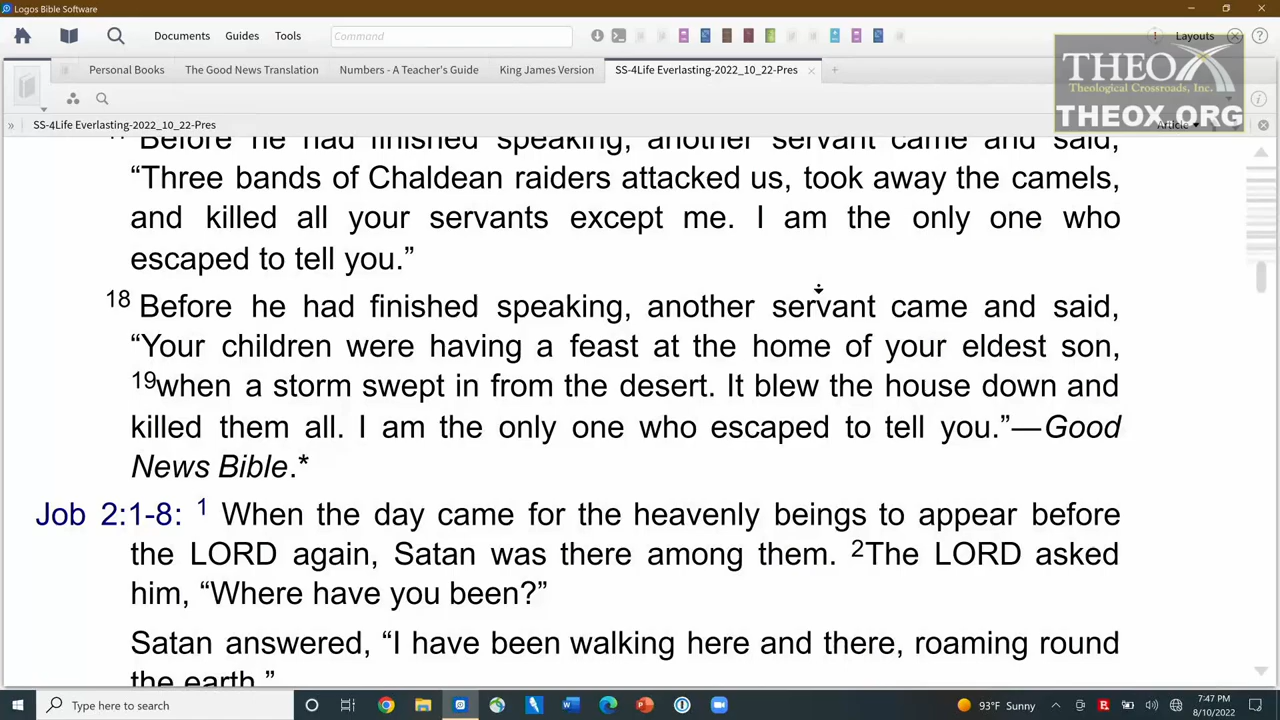 Logos Bible Software
Documents Guides Tools Command Layouts
Personal Books The Good News Translation Numbers - A Teacher's Guide King James Version SS-4Life Everlasting-2022_10_22-Pres
THEOX
Theological Crossroads, Inc.
THEOX.ORG
SS-4Life Everlasting-2022_10_22-Pres Article
Before he had finished speaking, another servant came and said,
“Three bands of Chaldean raiders attacked us, took away the camels,
and killed all your servants except me. I am the only one who
escaped to tell you.”
18 Before he had finished speaking, another servant came and said,
“Your children were having a feast at the home of your eldest son,
19when a storm swept in from the desert. It blew the house down and
killed them all. I am the only one who escaped to tell you.”—Good
News Bible.*
Job 2:1-8: 1 When the day came for the heavenly beings to appear before
the LORD again, Satan was there among them. 2The LORD asked
him, “Where have you been?”
Satan answered, “I have been walking here and there, roaming round
the earth.”
Type here to search
93°F Sunny
7:47 PM
8/10/2022